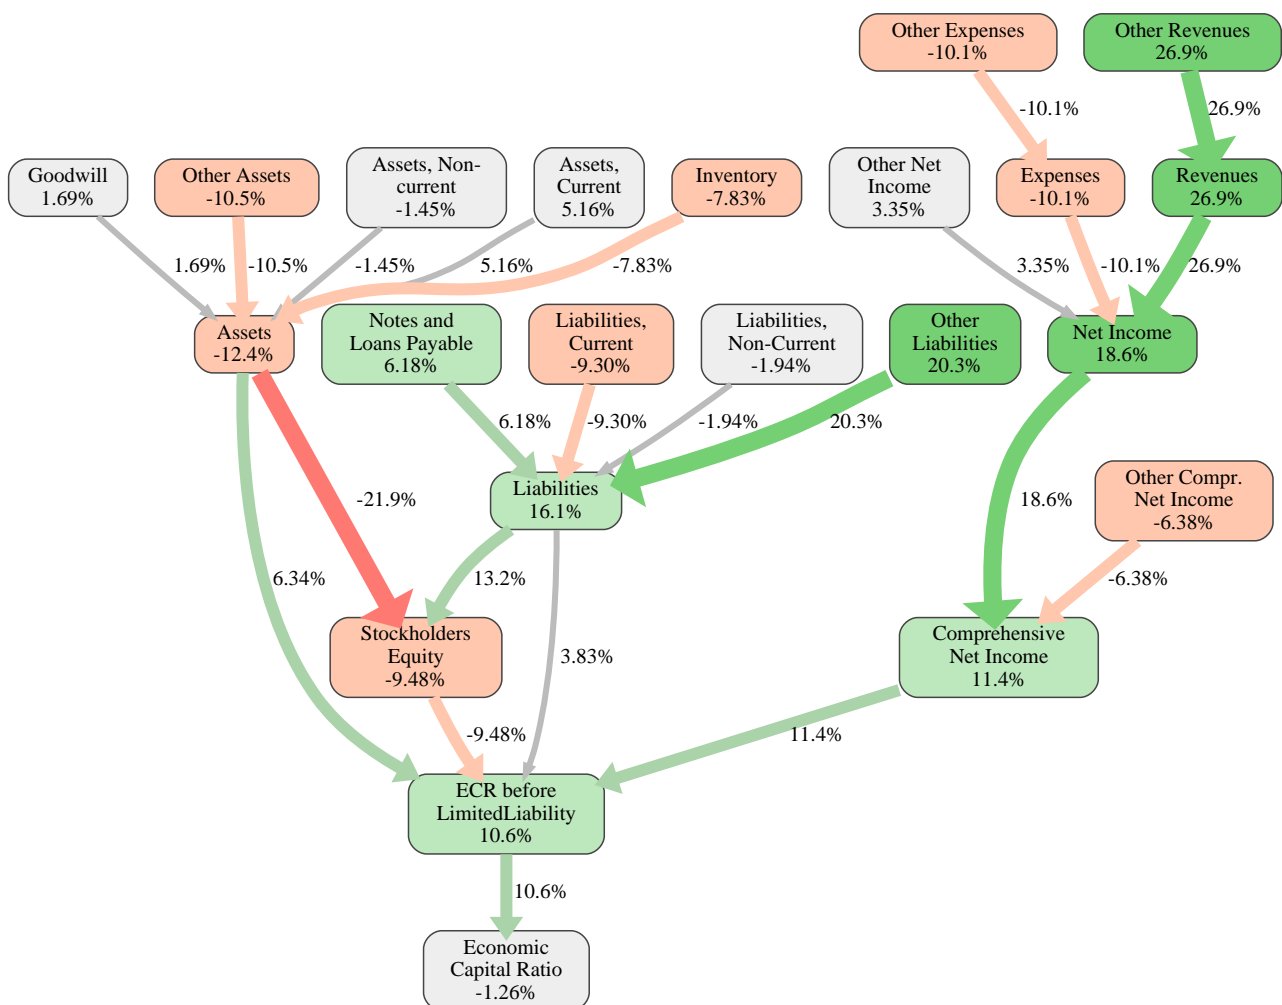 Other Expenses
-10.1%
Other Revenues
26.9%
-10.1%
26.9%
Goodwill
1.69%
Other Assets
-10.5%
Assets, Non-
current
-1.45%
Assets,
Current
5.16%
Inventory
-7.83%
Other Net
Income
3.35%
Expenses
-10.1%
Revenues
26.9%
1.69%
-10.5%
-1.45%
5.16%
-7.83%
3.35%
-10.1%
26.9%
Assets
-12.4%
Notes and
Loans Payable
6.18%
Liabilities,
Current
-9.30%
Liabilities,
Non-Current
-1.94%
Other
Liabilities
20.3%
Net Income
18.6%
6.18%
-9.30%
-1.94%
20.3%
-21.9%
Liabilities
16.1%
18.6%
Other Compr.
Net Income
-6.38%
6.34%
13.2%
-6.38%
Stockholders
Equity
-9.48%
3.83%
Comprehensive
Net Income
11.4%
-9.48%
11.4%
ECR before
LimitedLiability
10.6%
10.6%
Economic
Capital Ratio
-1.26%